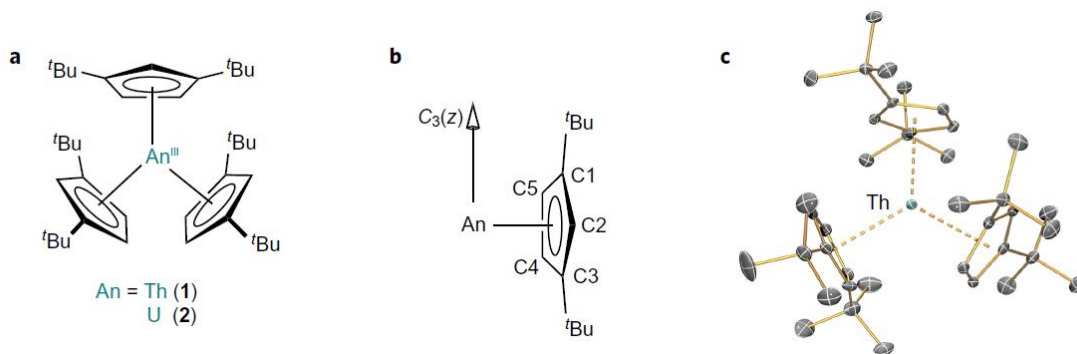 a
ᵗBu
ᵗBu
ᵗBu
ᵗBu
Anᴵᴵᴵ
ᵗBu
ᵗBu
An = Th (1)
U (2)
b
C₃(z)
ᵗBu
C1
C5
An
C2
C4
C3
ᵗBu
c
Th